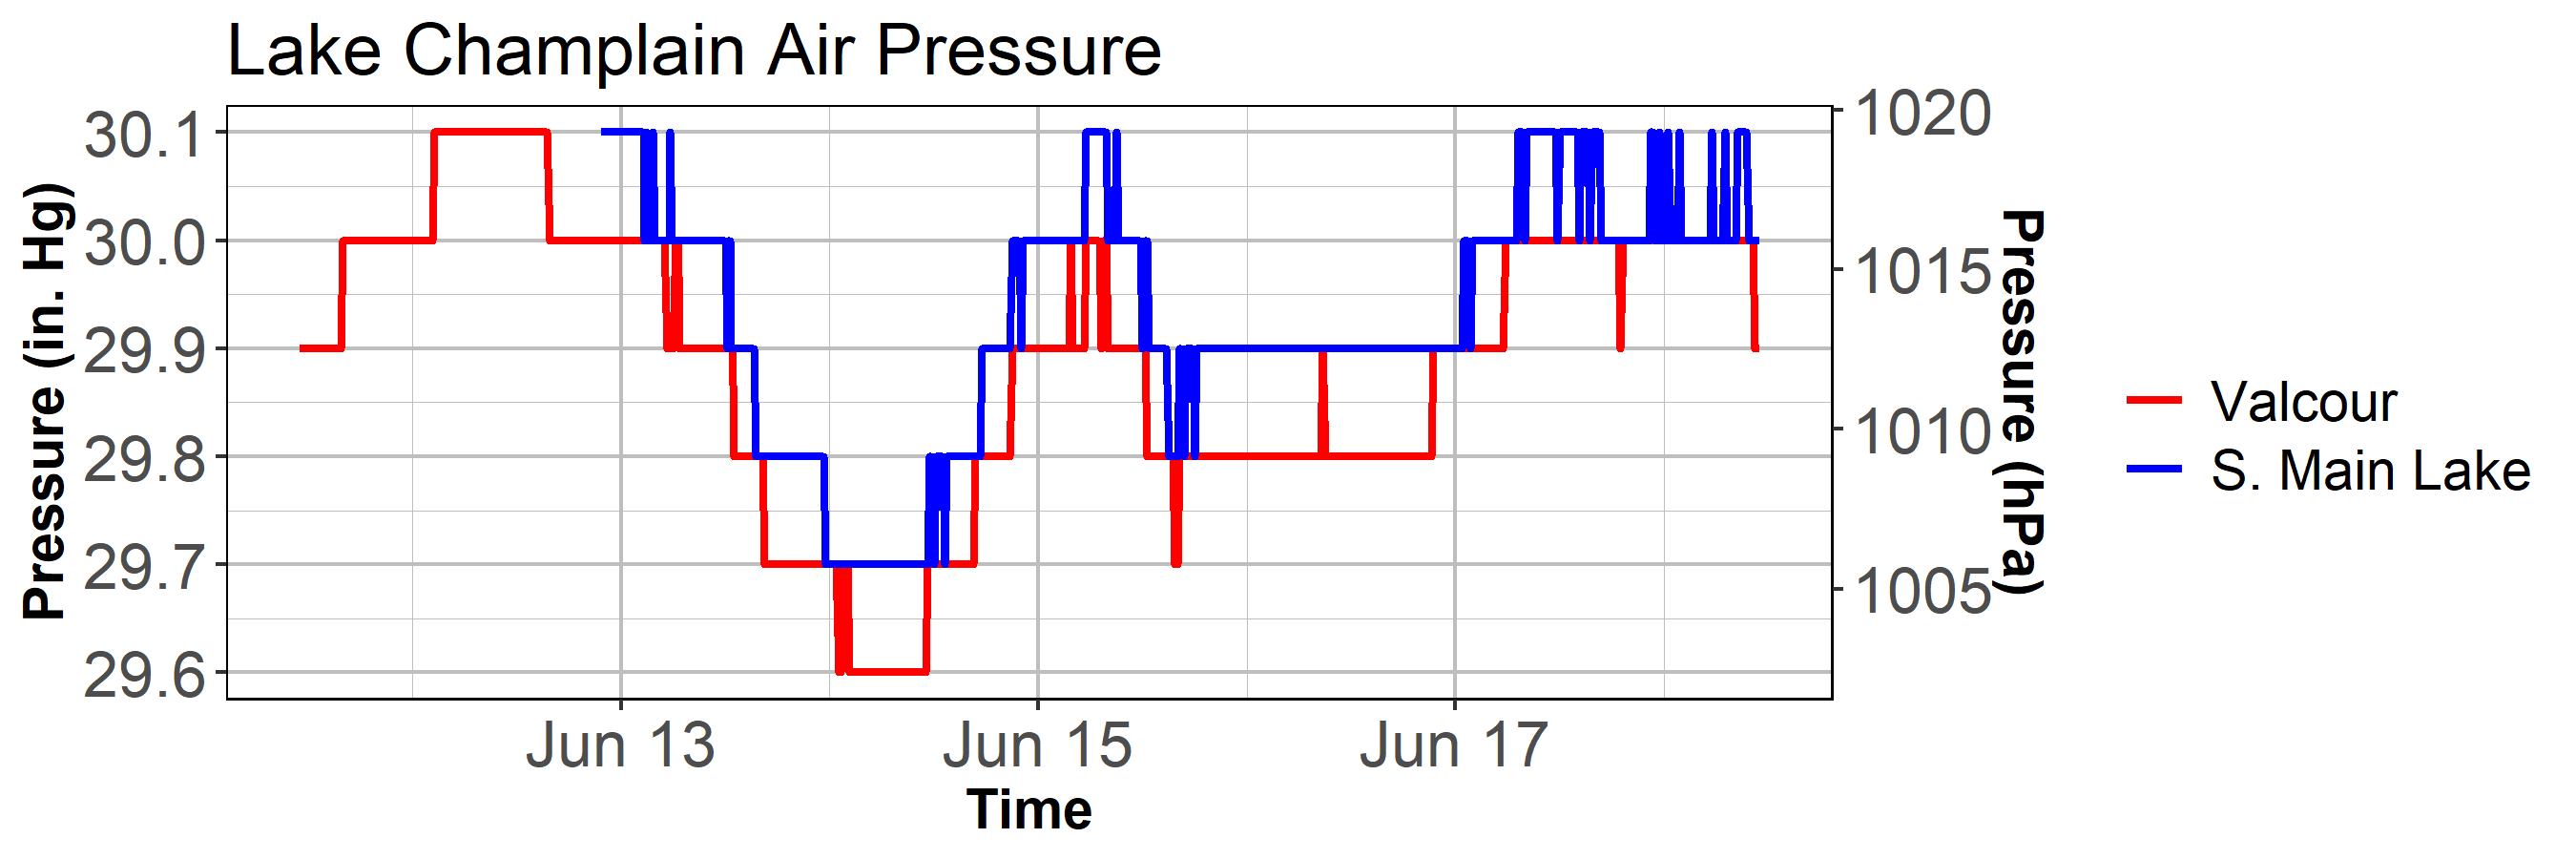 Lake Champlain Air Pressure
Pressure (in. Hg)
30.1
30.0
29.9
29.8
29.7
29.6
1020
1015
1010
1005
Pressure (hPa)
Jun 13
Jun 15
Jun 17
Time
Valcour
S. Main Lake